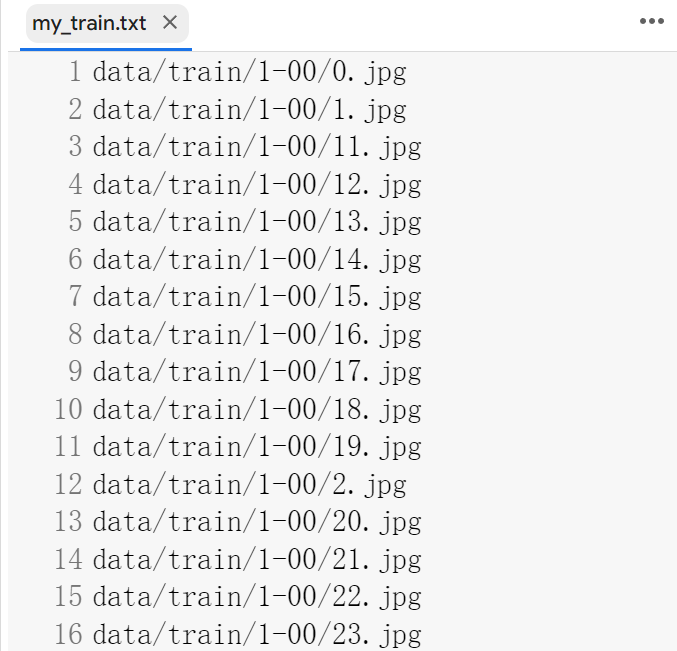 my_train.txt
1 data/train/1-00/0.jpg
2 data/train/1-00/1.jpg
3 data/train/1-00/11.jpg
4 data/train/1-00/12.jpg
5 data/train/1-00/13.jpg
6 data/train/1-00/14.jpg
7 data/train/1-00/15.jpg
8 data/train/1-00/16.jpg
9 data/train/1-00/17.jpg
10 data/train/1-00/18.jpg
11 data/train/1-00/19.jpg
12 data/train/1-00/2.jpg
13 data/train/1-00/20.jpg
14 data/train/1-00/21.jpg
15 data/train/1-00/22.jpg
16 data/train/1-00/23.jpg